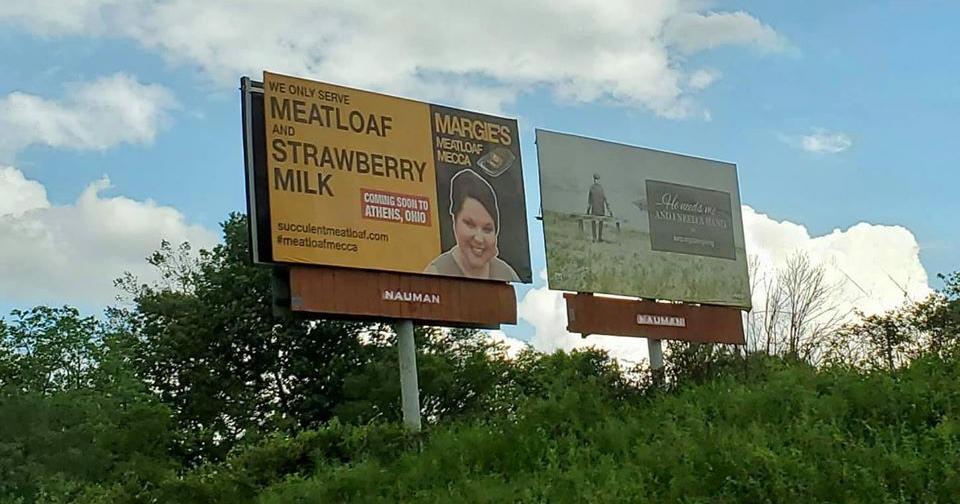 WE ONLY SERVE
MEATLOAF
AND
STRAWBERRY
MILK
COMING SOON TO
ATHENS, OHIO
succulentmeatloaf.com
#meatloafmecca
MARGIE'S
MEATLOAF
MECCA
NAUMAN
He needs me
AND I NEED A HAND
NAUMAN